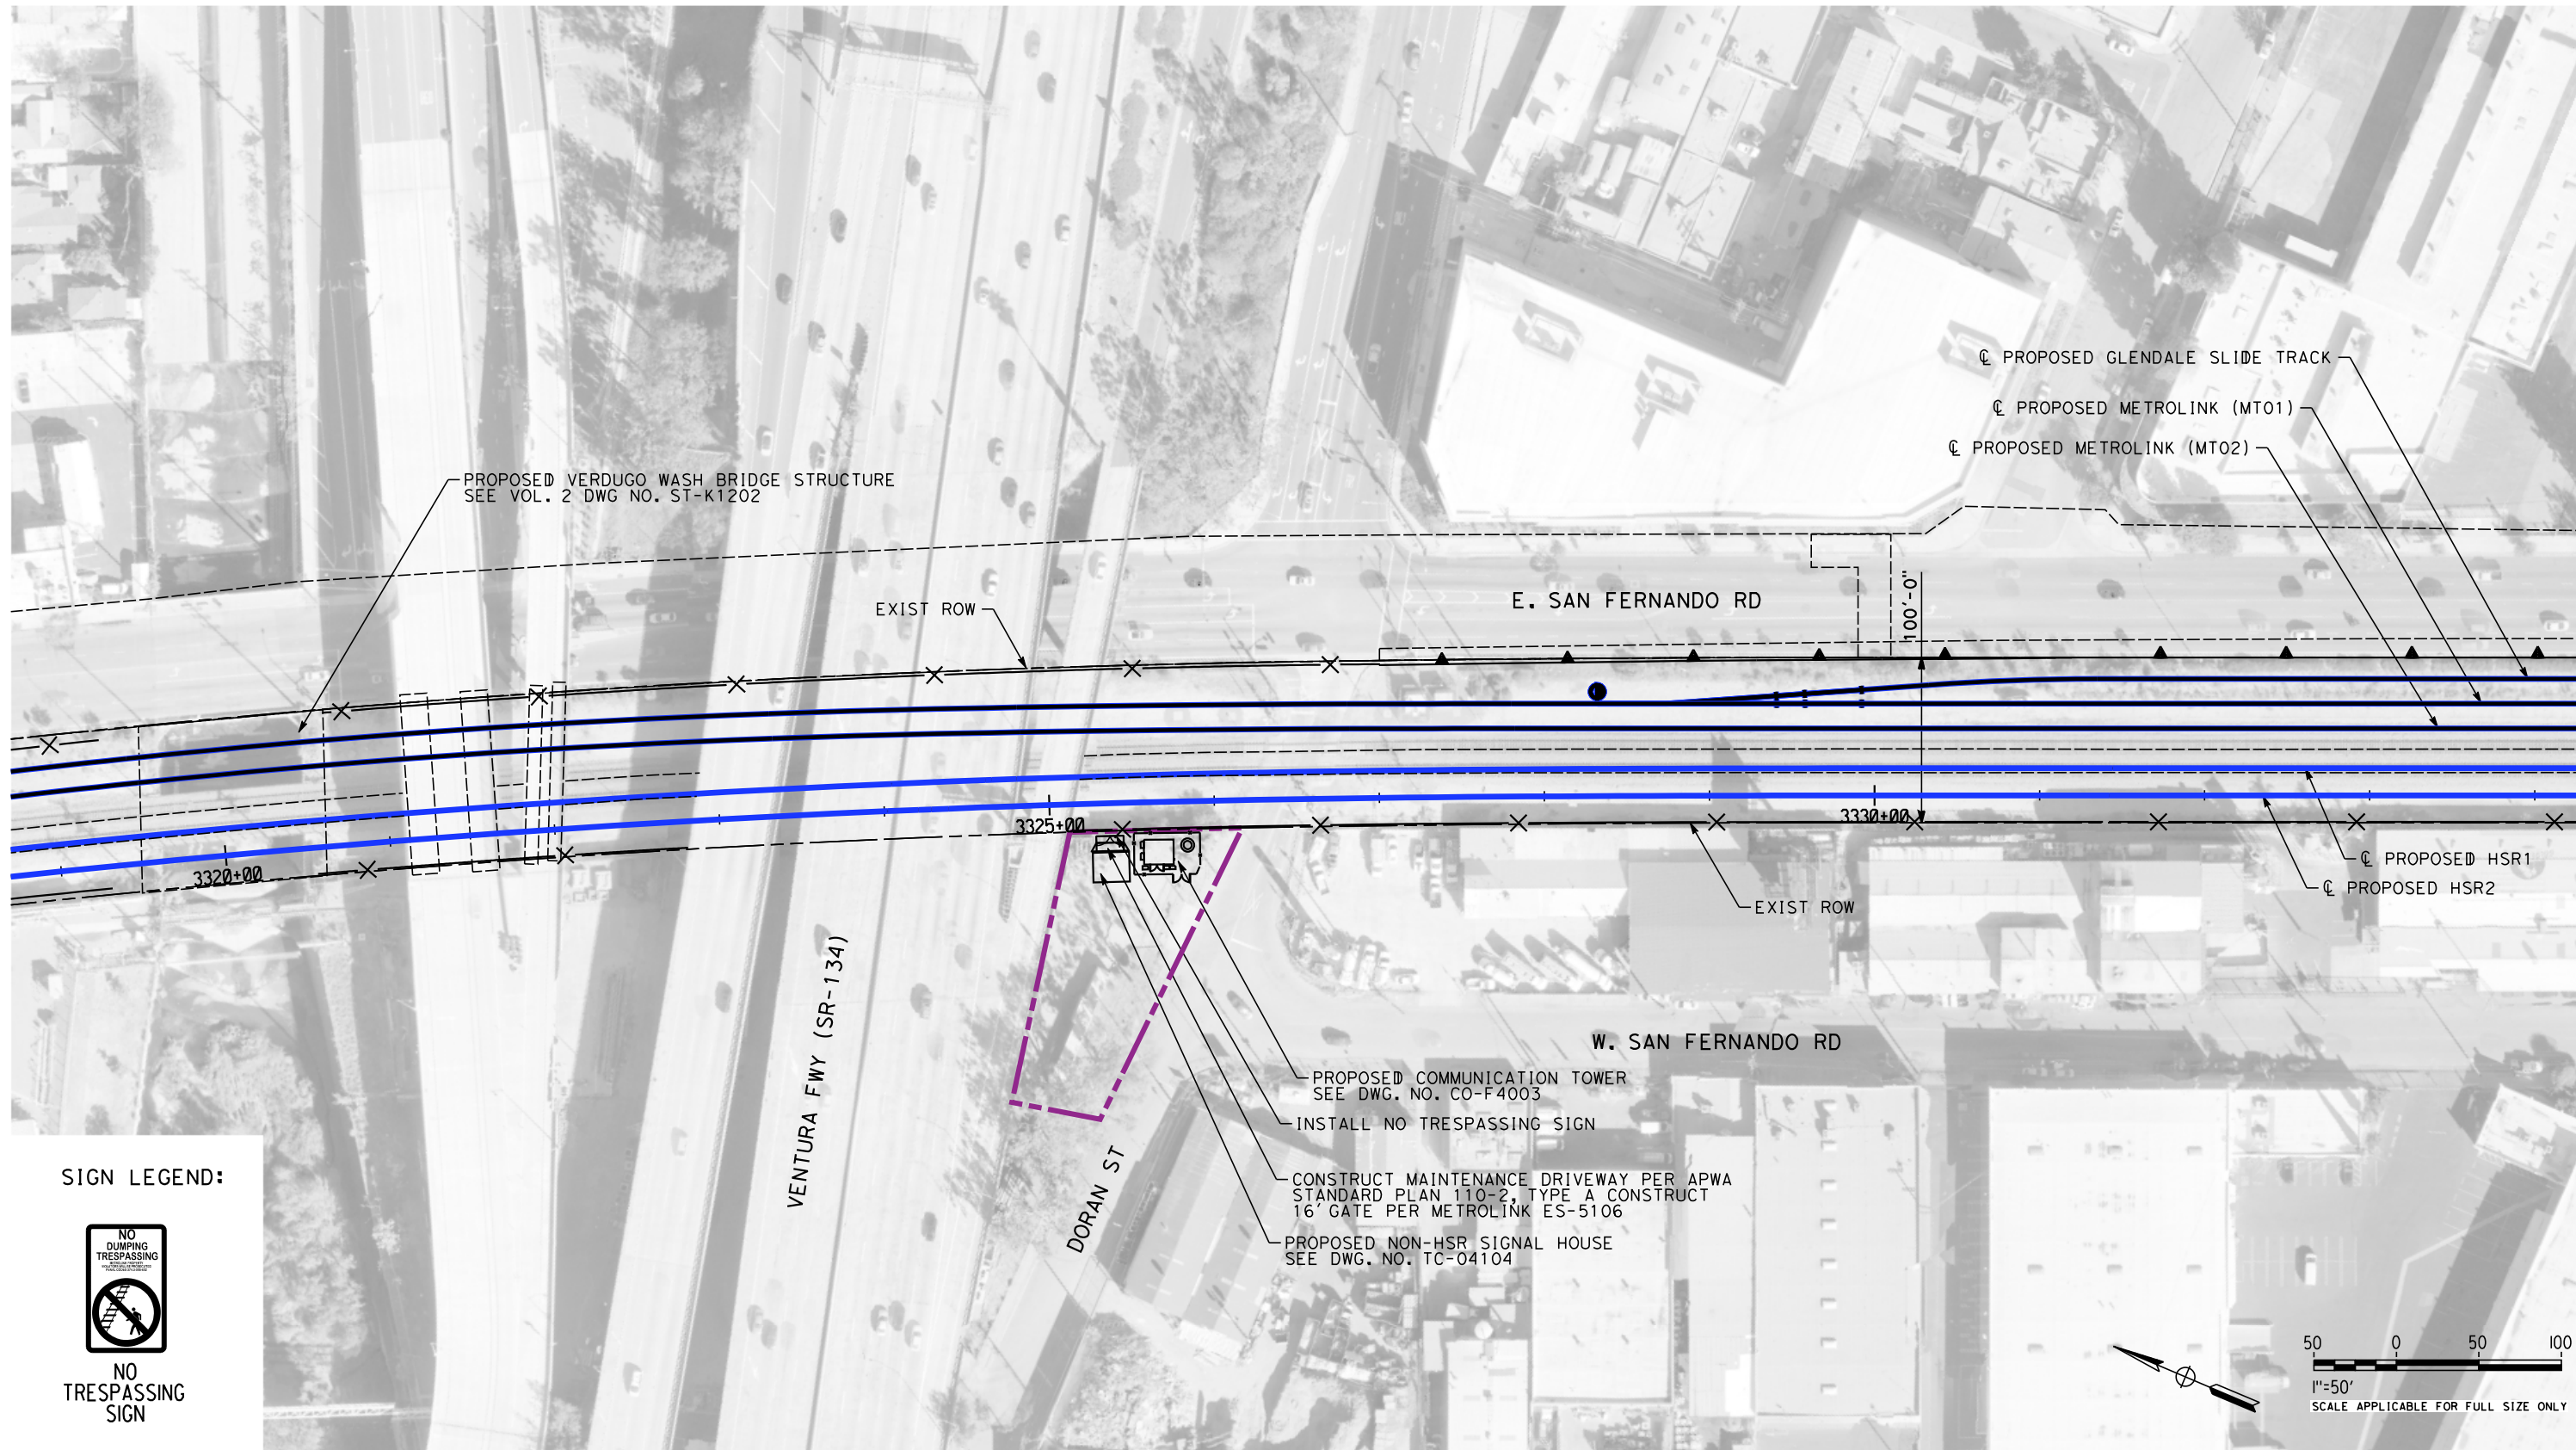 ℄ PROPOSED GLENDALE SLIDE TRACK
℄ PROPOSED METROLINK (MT01)
℄ PROPOSED METROLINK (MT02)
PROPOSED VERDUGO WASH BRIDGE STRUCTURE
SEE VOL. 2 DWG NO. ST-K1202
EXIST ROW
E. SAN FERNANDO RD
100'-0"
3325+00
3330+00
3320+00
℄ PROPOSED HSR1
℄ PROPOSED HSR2
EXIST ROW
VENTURA FWY (SR-134)
W. SAN FERNANDO RD
PROPOSED COMMUNICATION TOWER
SEE DWG. NO. CO-F4003
INSTALL NO TRESPASSING SIGN
CONSTRUCT MAINTENANCE DRIVEWAY PER APWA
STANDARD PLAN 110-2, TYPE A CONSTRUCT
16' GATE PER METROLINK ES-5106
PROPOSED NON-HSR SIGNAL HOUSE
SEE DWG. NO. TC-04104
DORAN ST
SIGN LEGEND:
NO
DUMPING
TRESPASSING
NO
TRESPASSING
SIGN
50 0 50 100
1"=50'
SCALE APPLICABLE FOR FULL SIZE ONLY